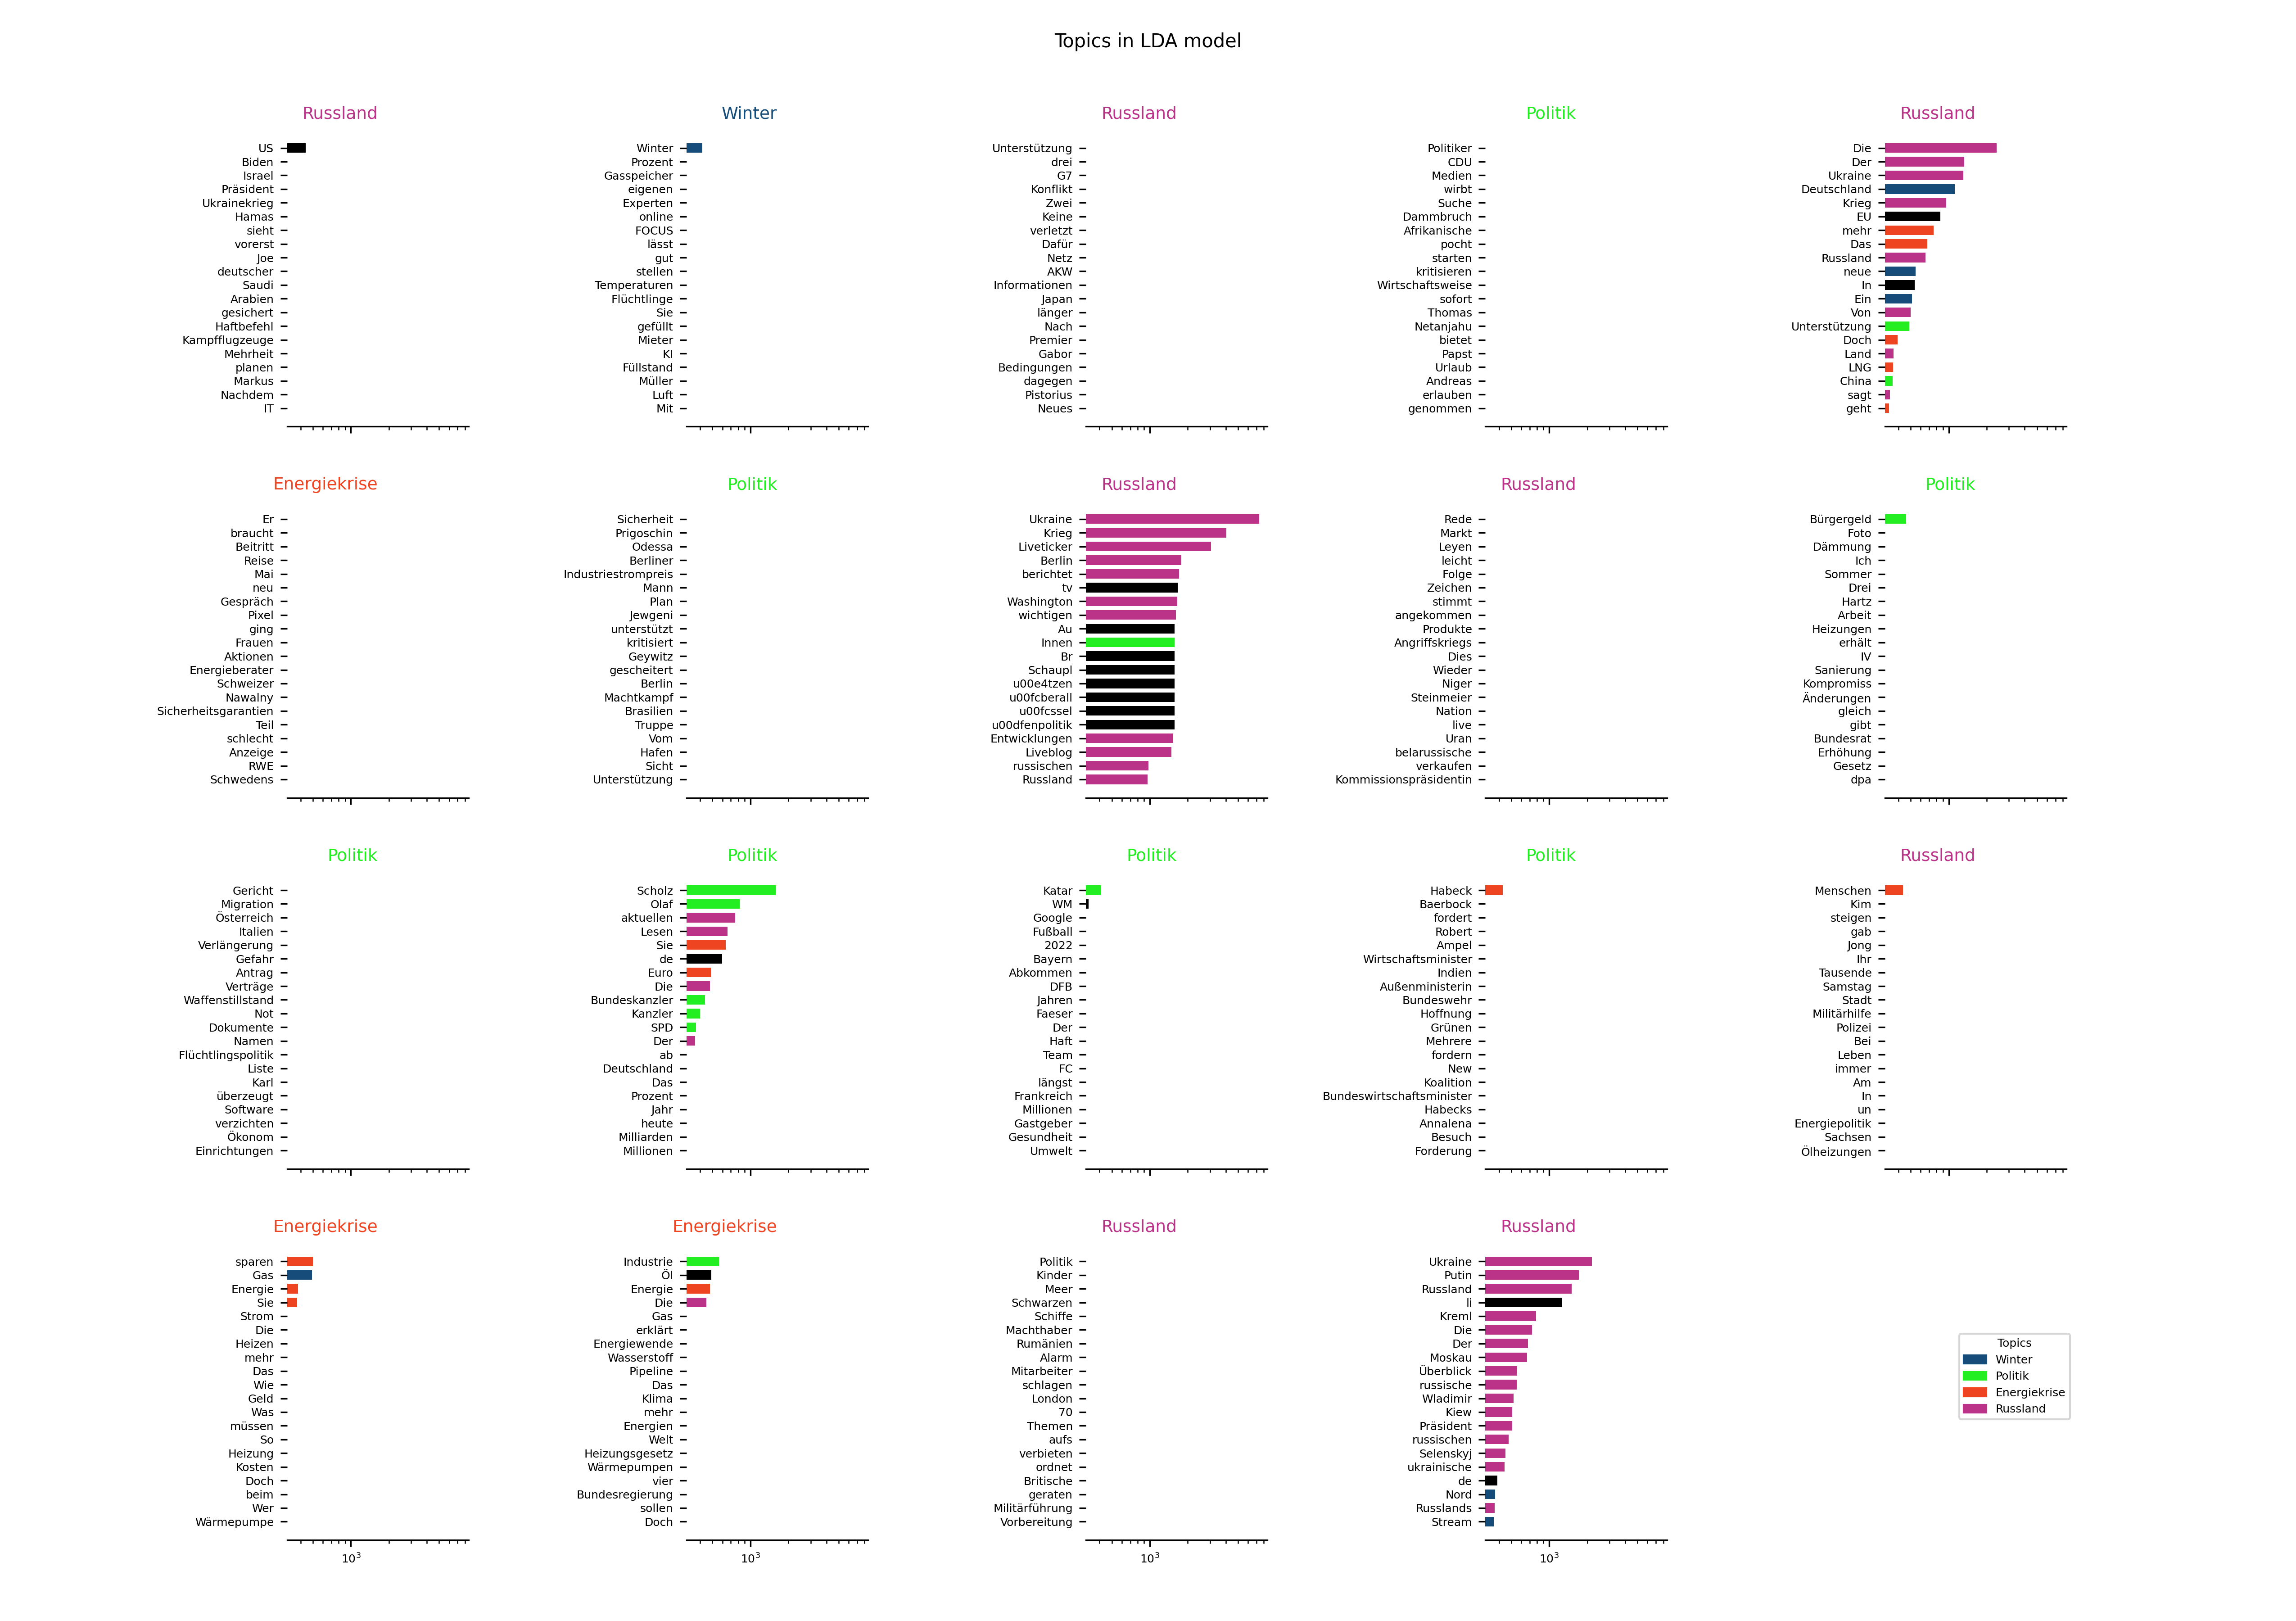 Topics in LDA model
Russland
US
Biden
Israel
Präsident
Ukrainekrieg
Hamas
sieht
vorerst
Joe
deutscher
Saudi
Arabien
gesichert
Haftbefehl
Kampfflugzeuge
Mehrheit
planen
Markus
Nachdem
IT
Winter
Winter
Prozent
Gasspeicher
eigenen
Experten
online
FOCUS
lässt
gut
stellen
Temperaturen
Flüchtlinge
Sie
gefüllt
Mieter
KI
Füllstand
Müller
Luft
Mit
Russland
Unterstützung
drei
G7
Konflikt
Zwei
Keine
verletzt
Dafür
Netz
AKW
Informationen
Japan
länger
Nach
Premier
Gabor
Bedingungen
dagegen
Pistorius
Neues
Politik
Politiker
CDU
Medien
wirbt
Suche
Dammbruch
Afrikanische
pocht
starten
kritisieren
Wirtschaftsweise
sofort
Thomas
Netanjahu
bietet
Papst
Urlaub
Andreas
erlauben
genommen
Russland
Die
Der
Ukraine
Deutschland
Krieg
EU
mehr
Das
Russland
neue
In
Ein
Von
Unterstützung
Doch
Land
LNG
China
sagt
geht
Energiekrise
Er
braucht
Beitritt
Reise
Mai
neu
Gespräch
Pixel
ging
Frauen
Aktionen
Energieberater
Schweizer
Nawalny
Sicherheitsgarantien
Teil
schlecht
Anzeige
RWE
Schwedens
Politik
Sicherheit
Prigoschin
Odessa
Berliner
Industriestrompreis
Mann
Plan
Jewgeni
unterstützt
kritisiert
Geywitz
gescheitert
Berlin
Machtkampf
Brasilien
Truppe
Vom
Hafen
Sicht
Unterstützung
Russland
Ukraine
Krieg
Liveticker
Berlin
berichtet
tv
Washington
wichtigen
Au
Innen
Br
Schaupl
u00e4tzen
u00fcberall
u00fcssel
u00dfenpolitik
Entwicklungen
Liveblog
russischen
Russland
Russland
Rede
Markt
Leyen
leicht
Folge
Zeichen
stimmt
angekommen
Produkte
Angriffskriegs
Dies
Wieder
Niger
Steinmeier
Nation
live
Uran
belarussische
verkaufen
Kommissionspräsidentin
Politik
Bürgergeld
Foto
Dämmung
Ich
Sommer
Drei
Hartz
Arbeit
Heizungen
erhält
IV
Sanierung
Kompromiss
Änderungen
gleich
gibt
Bundesrat
Erhöhung
Gesetz
dpa
Politik
Gericht
Migration
Österreich
Italien
Verlängerung
Gefahr
Antrag
Verträge
Waffenstillstand
Not
Dokumente
Namen
Flüchtlingspolitik
Liste
Karl
überzeugt
Software
verzichten
Ökonom
Einrichtungen
Politik
Scholz
Olaf
aktuellen
Lesen
Sie
de
Euro
Die
Bundeskanzler
Kanzler
SPD
Der
ab
Deutschland
Das
Prozent
Jahr
heute
Milliarden
Millionen
Politik
Katar
WM
Google
Fußball
2022
Bayern
Abkommen
DFB
Jahren
Faeser
Der
Haft
Team
FC
längst
Frankreich
Millionen
Gastgeber
Gesundheit
Umwelt
Politik
Habeck
Baerbock
fordert
Robert
Ampel
Wirtschaftsminister
Indien
Außenministerin
Bundeswehr
Hoffnung
Grünen
Mehrere
fordern
New
Koalition
Bundeswirtschaftsminister
Habecks
Annalena
Besuch
Forderung
Russland
Menschen
Kim
steigen
gab
Jong
Ihr
Tausende
Samstag
Stadt
Militärhilfe
Polizei
Bei
Leben
immer
Am
In
un
Energiepolitik
Sachsen
Ölheizungen
Energiekrise
sparen
Gas
Energie
Sie
Strom
Die
Heizen
mehr
Das
Wie
Geld
Was
müssen
So
Heizung
Kosten
Doch
beim
Wer
Wärmepumpe
10³
Energiekrise
Industrie
Öl
Energie
Die
Gas
erklärt
Energiewende
Wasserstoff
Pipeline
Das
Klima
mehr
Energien
Welt
Heizungsgesetz
Wärmepumpen
vier
Bundesregierung
sollen
Doch
10³
Russland
Politik
Kinder
Meer
Schwarzen
Schiffe
Machthaber
Rumänien
Alarm
Mitarbeiter
schlagen
London
70
Themen
aufs
verbieten
ordnet
Britische
geraten
Militärführung
Vorbereitung
10³
Russland
Ukraine
Putin
Russland
li
Kreml
Die
Der
Moskau
Überblick
russische
Wladimir
Kiew
Präsident
russischen
Selenskyj
ukrainische
de
Nord
Russlands
Stream
10³
Topics
Winter
Politik
Energiekrise
Russland